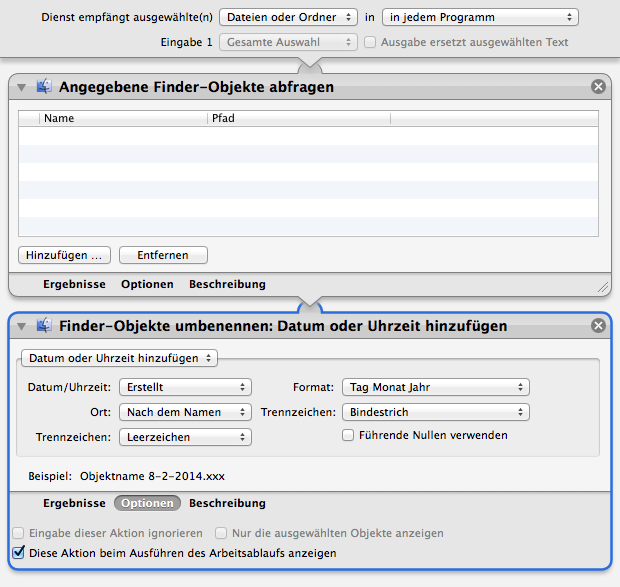 Dienst empfängt ausgewählte(n) Dateien oder Ordner in in jedem Programm
Eingabe 1 Gesamte Auswahl Ausgabe ersetzt ausgewählten Text
Angegebene Finder-Objekte abfragen
Name Pfad
Hinzufügen ... Entfernen
Ergebnisse Optionen Beschreibung
Finder-Objekte umbenennen: Datum oder Uhrzeit hinzufügen
Datum oder Uhrzeit hinzufügen
Datum/Uhrzeit: Erstellt Format: Tag Monat Jahr
Ort: Nach dem Namen Trennzeichen: Bindestrich
Trennzeichen: Leerzeichen Führende Nullen verwenden
Beispiel: Objektname 8-2-2014.xxx
Ergebnisse Optionen Beschreibung
Eingabe dieser Aktion ignorieren Nur die ausgewählten Objekte anzeigen
Diese Aktion beim Ausführen des Arbeitsablaufs anzeigen